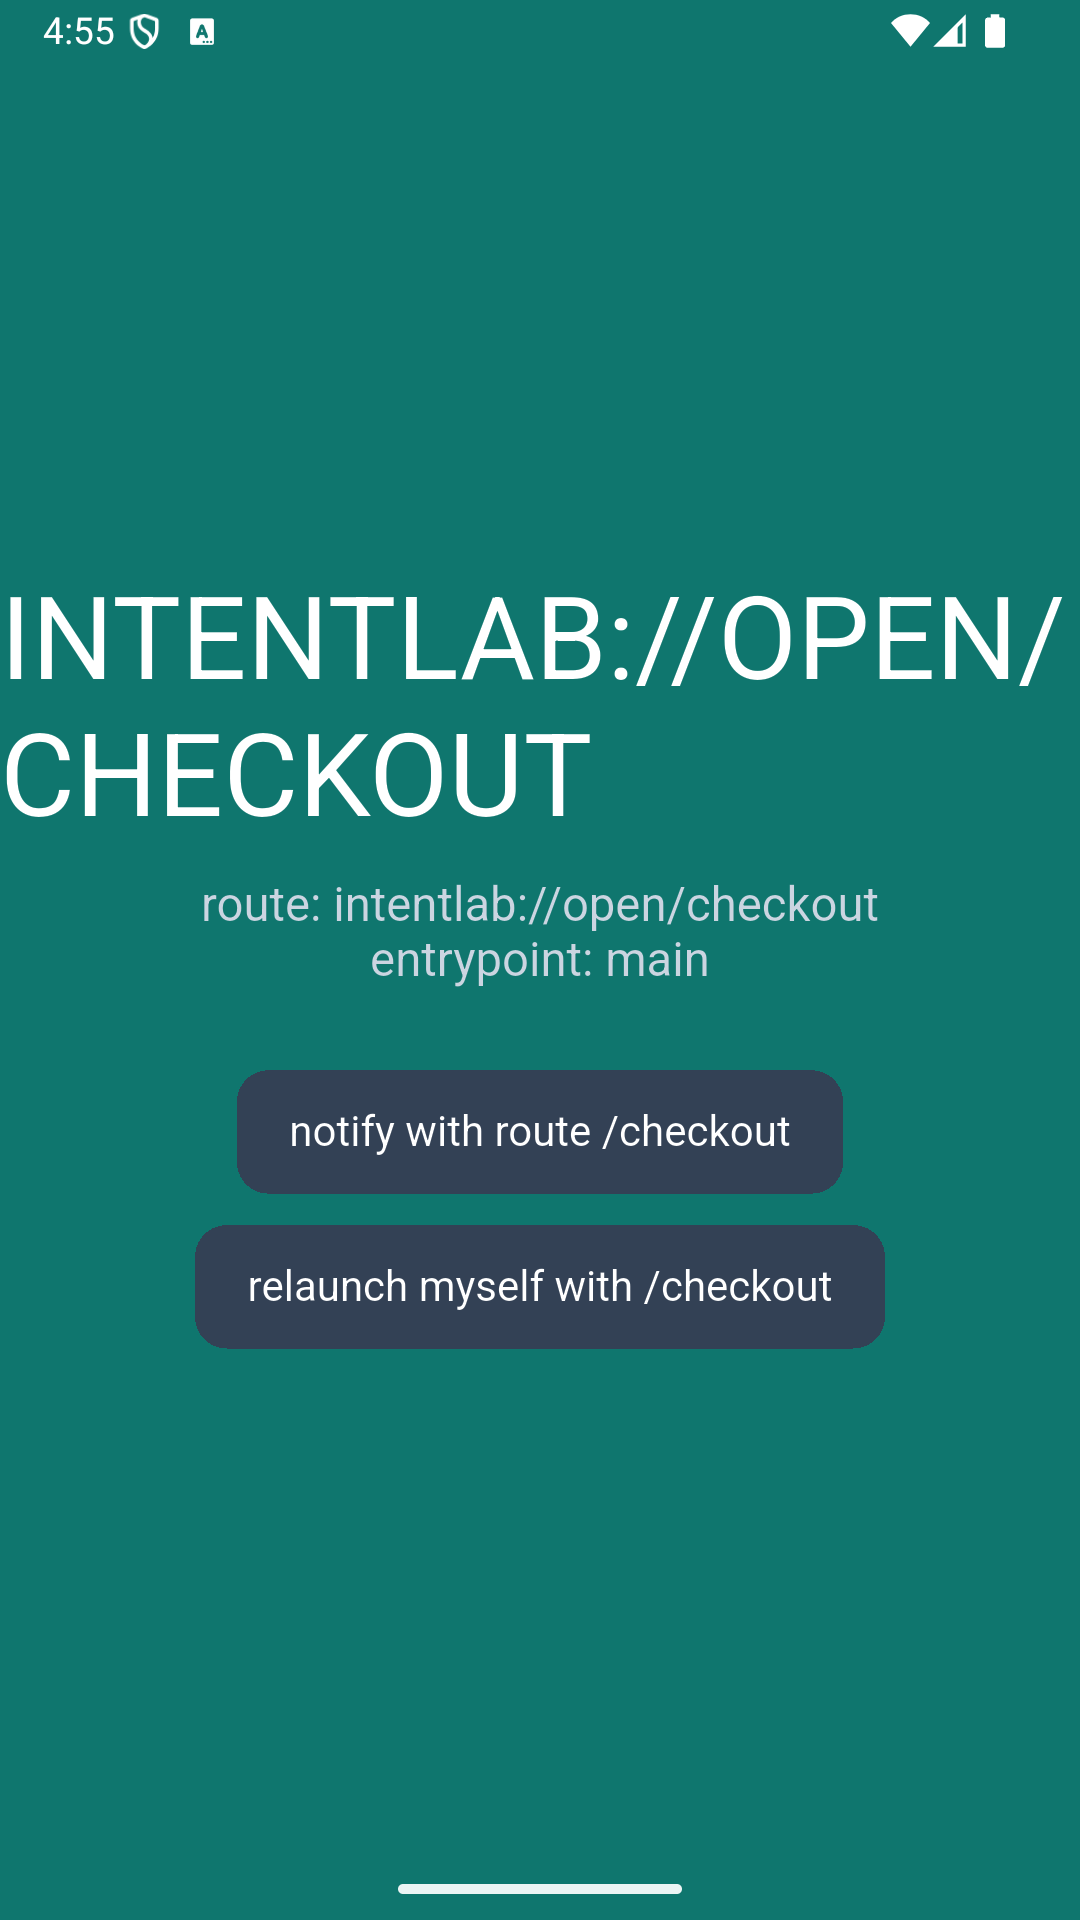 4:55
INTENTLAB://OPEN/
CHECKOUT
route: intentlab://open/checkout
entrypoint: main
notify with route /checkout
relaunch myself with /checkout